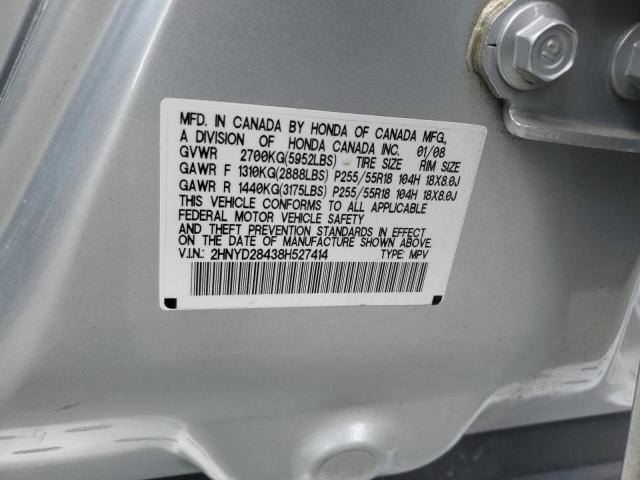 MFD. IN CANADA BY HONDA OF CANADA MFG.,
A DIVISION OF HONDA CANADA INC. 01/08
GVWR 2700KG(5952LBS) TIRE SIZE RIM SIZE
GAWR F 1310KG(2888LBS) P255/55R18 104H 18X8.0J
GAWR R 1440KG(3175LBS) P255/55R18 104H 18X8.0J
THIS VEHICLE CONFORMS TO ALL APPLICABLE
FEDERAL MOTOR VEHICLE SAFETY
AND THEFT PREVENTION STANDARDS IN EFFECT
ON THE DATE OF MANUFACTURE SHOWN ABOVE.
V.I.N.: 2HNYD28438H527414 TYPE: MPV